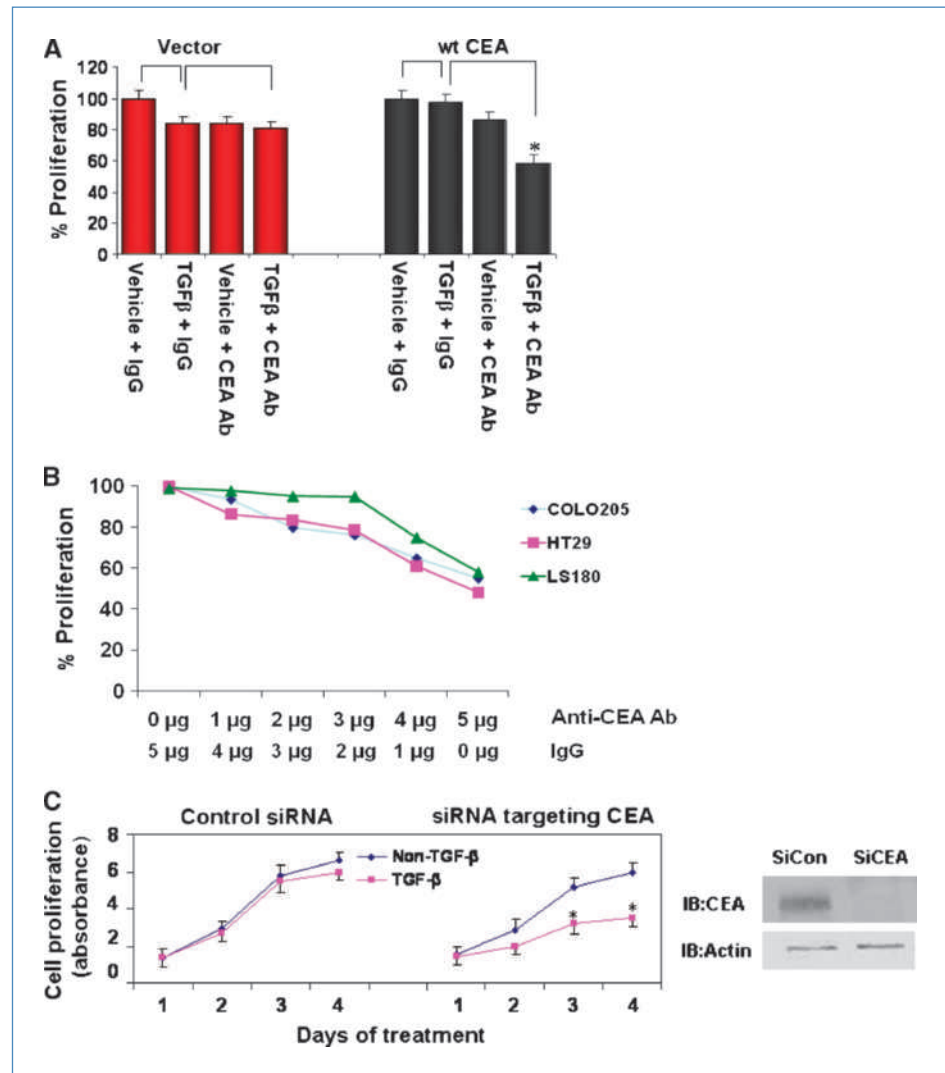 A
Vector
wt CEA
% Proliferation
120
100
80
60
40
20
0
*
Vehicle + IgG
TGFβ + IgG
Vehicle + CEA Ab
TGFβ + CEA Ab
Vehicle + IgG
TGFβ + IgG
Vehicle + CEA Ab
TGFβ + CEA Ab
B
% Proliferation
100
80
60
40
20
0
COLO205
HT29
LS180
0 µg 1 µg 2 µg 3 µg 4 µg 5 µg Anti-CEA Ab
5 µg 4 µg 3 µg 2 µg 1 µg 0 µg IgG
C
Control siRNA
siRNA targeting CEA
Cell proliferation
(absorbance)
8
6
4
2
0
Non-TGF-β
TGF-β
* *
1 2 3 4 1 2 3 4
Days of treatment
SiCon SiCEA
IB:CEA
IB:Actin